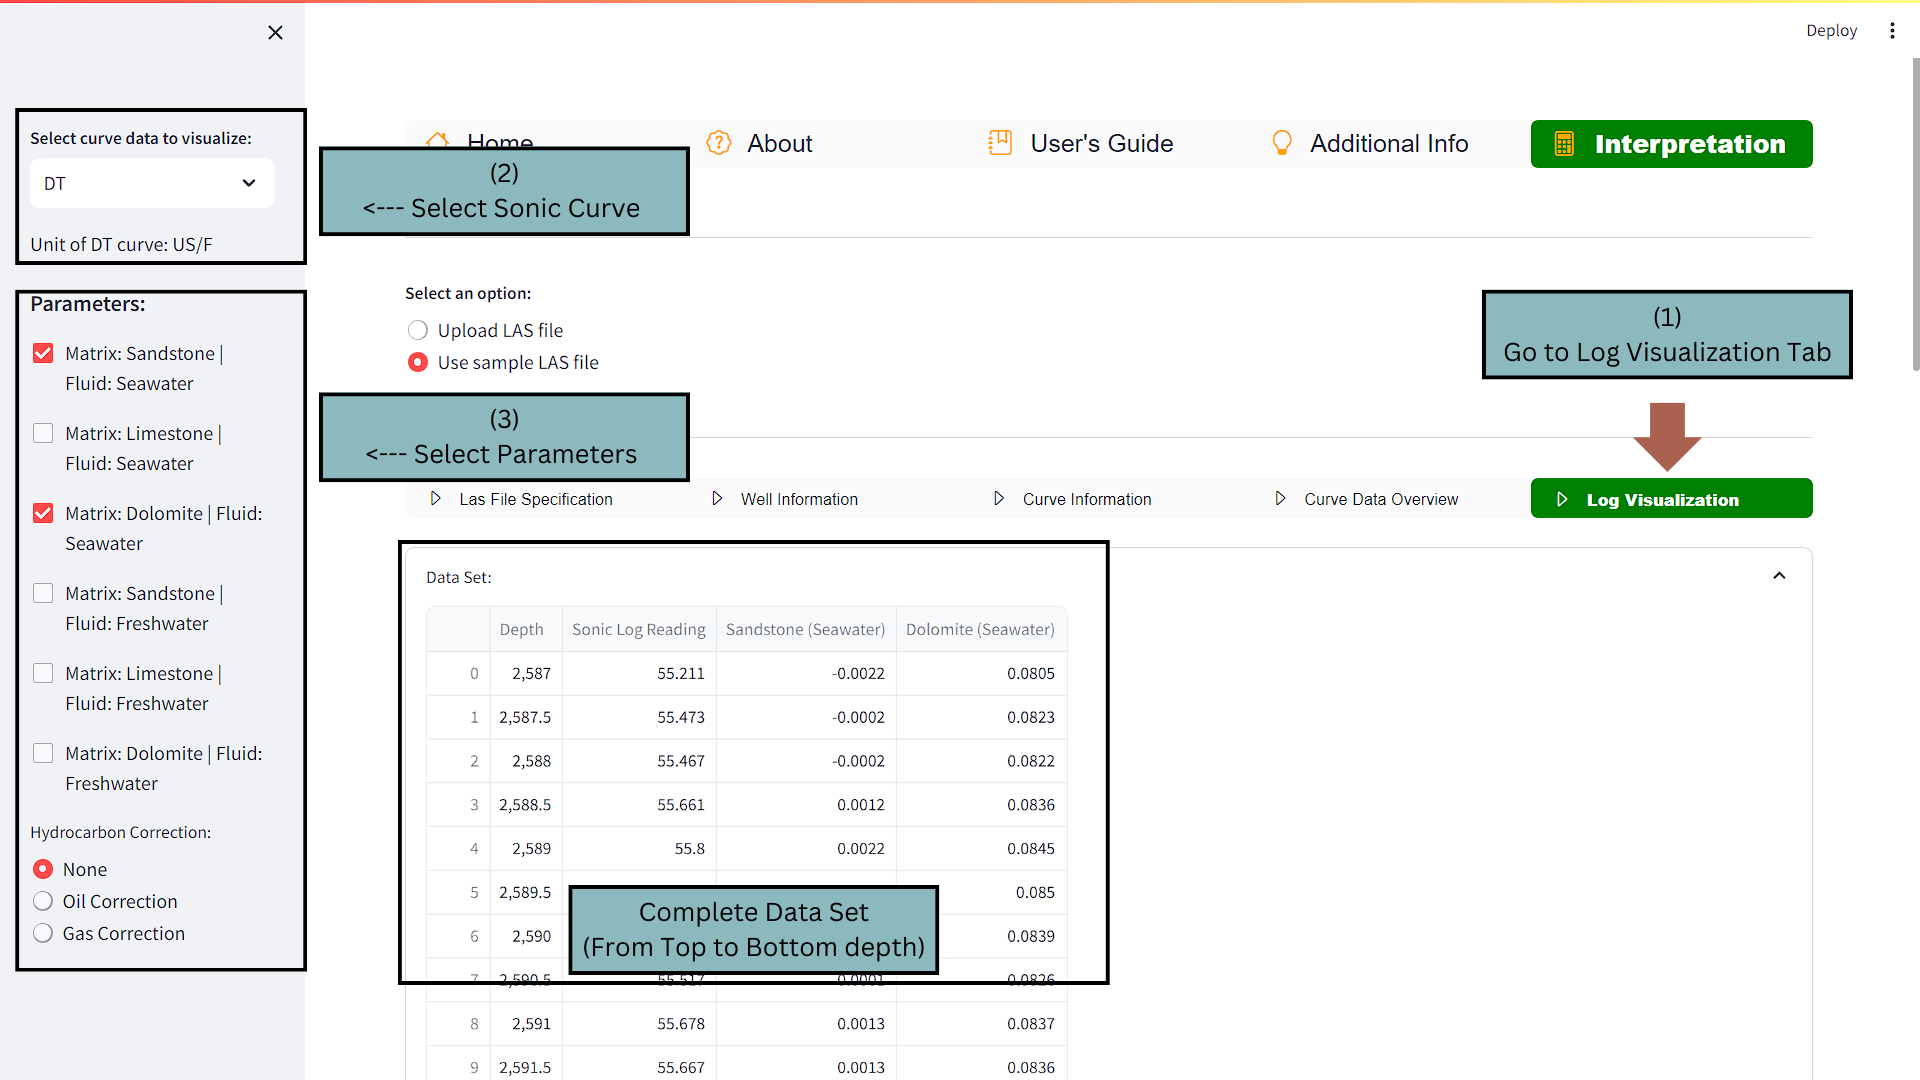 Deploy
Select curve data to visualize:
DT
Unit of DT curve: US/F
Parameters:
Matrix: Sandstone |
Fluid: Seawater
Matrix: Limestone |
Fluid: Seawater
Matrix: Dolomite | Fluid:
Seawater
Matrix: Sandstone |
Fluid: Freshwater
Matrix: Limestone |
Fluid: Freshwater
Matrix: Dolomite | Fluid:
Freshwater
Hydrocarbon Correction:
None
Oil Correction
Gas Correction
Home About User's Guide Additional Info Interpretation
(2)
<--- Select Sonic Curve
Select an option:
Upload LAS file
Use sample LAS file
(1)
Go to Log Visualization Tab
(3)
<--- Select Parameters
Las File Specification Well Information Curve Information Curve Data Overview Log Visualization
Data Set:
Depth Sonic Log Reading Sandstone (Seawater) Dolomite (Seawater)
0 2,587 55.211 -0.0022 0.0805
1 2,587.5 55.473 -0.0002 0.0823
2 2,588 55.467 -0.0002 0.0822
3 2,588.5 55.661 0.0012 0.0836
4 2,589 55.8 0.0022 0.0845
5 2,589.5 0.085
6 2,590 0.0839
Complete Data Set
(From Top to Bottom depth)
7 2,590.5 55.517 0.0001 0.0826
8 2,591 55.678 0.0013 0.0837
9 2,591.5 55.667 0.0013 0.0836